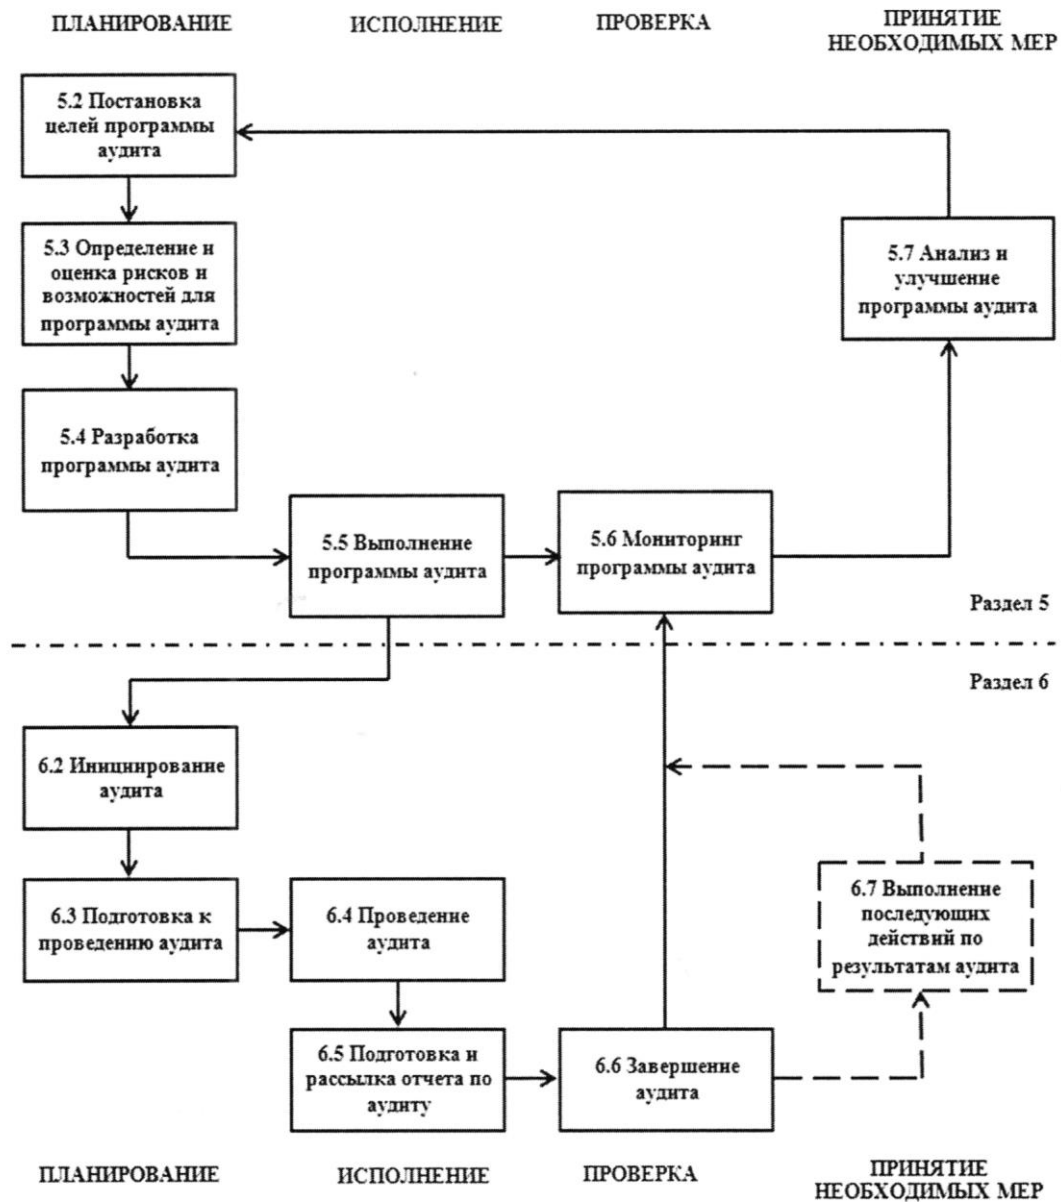 ПЛАНИРОВАНИЕ
ИСПОЛНЕНИЕ
ПРОВЕРКА
ПРИНЯТИЕ
НЕОБХОДИМЫХ МЕР
5.2 Постановка
целей программы
аудита
5.3 Определение и
оценка рисков и
возможностей для
программы аудита
5.7 Анализ и
улучшение
программы аудита
5.4 Разработка
программы аудита
5.5 Выполнение
программы аудита
5.6 Мониторинг
программы аудита
Раздел 5
Раздел 6
6.2 Инициирование
аудита
6.3 Подготовка к
проведению аудита
6.4 Проведение
аудита
6.7 Выполнение
последующих
действий по
результатам аудита
6.5 Подготовка и
рассылка отчета по
аудиту
6.6 Завершение
аудита
ПЛАНИРОВАНИЕ
ИСПОЛНЕНИЕ
ПРОВЕРКА
ПРИНЯТИЕ
НЕОБХОДИМЫХ МЕР